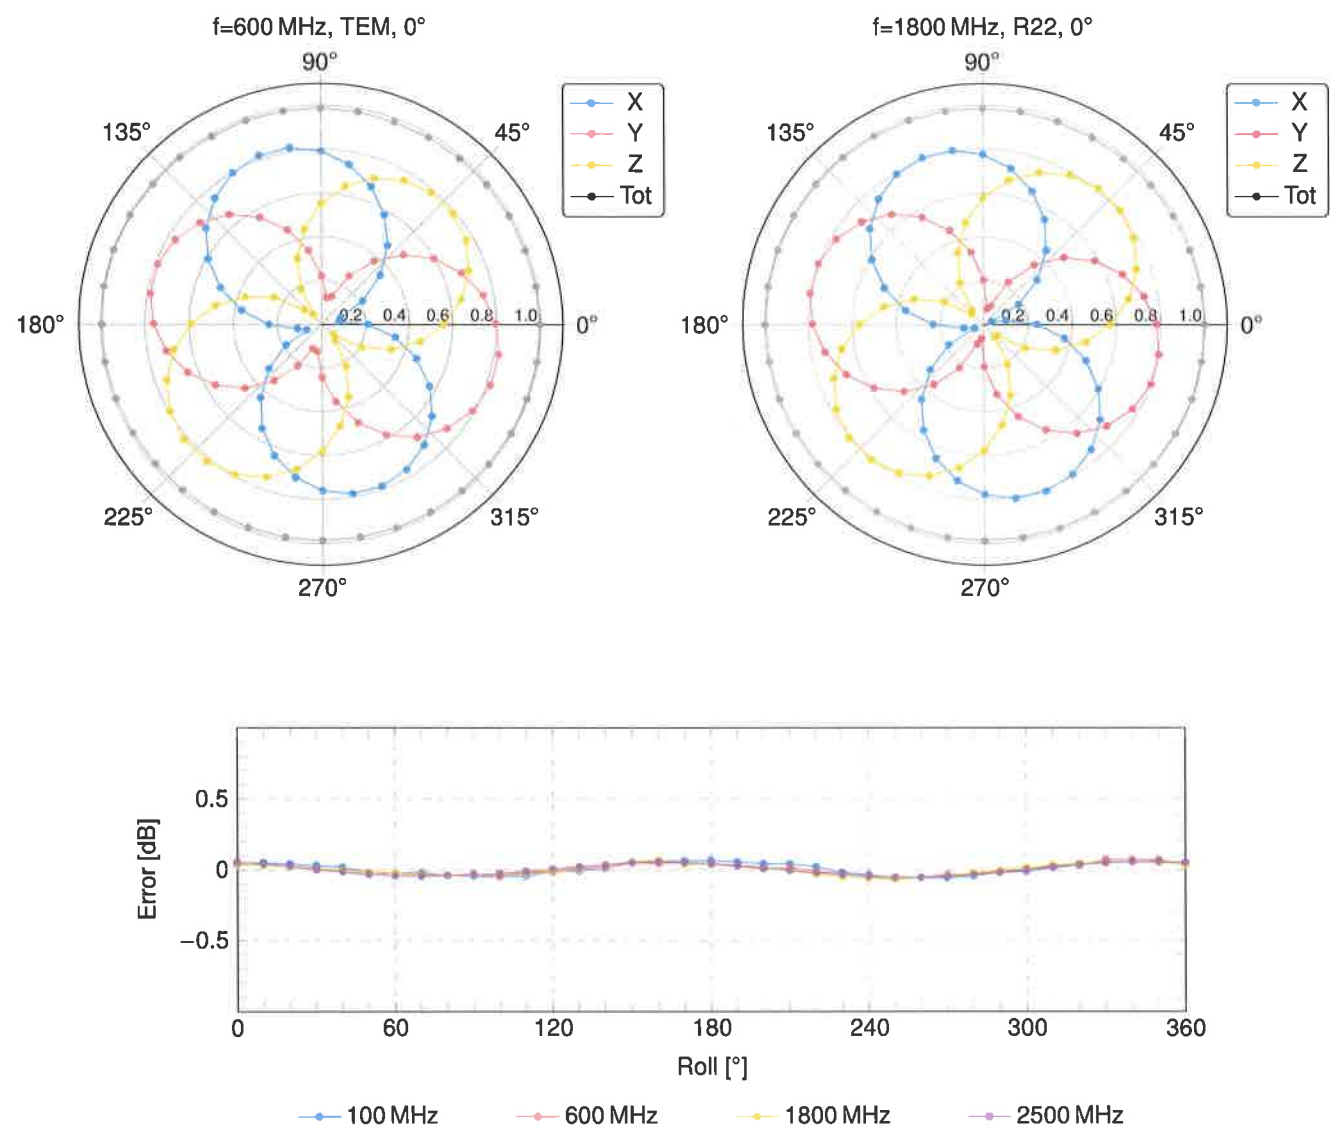 f=600 MHz, TEM, 0°
90°
135°
45°
180°
0.2 0.4 0.6 0.8 1.0
0°
225°
315°
270°
X
Y
Z
Tot
f=1800 MHz, R22, 0°
90°
135°
45°
180°
0.2 0.4 0.6 0.8 1.0
0°
225°
315°
270°
X
Y
Z
Tot
Error [dB]
0.5
0
−0.5
0 60 120 180 240 300 360
Roll [°]
100 MHz 600 MHz 1800 MHz 2500 MHz